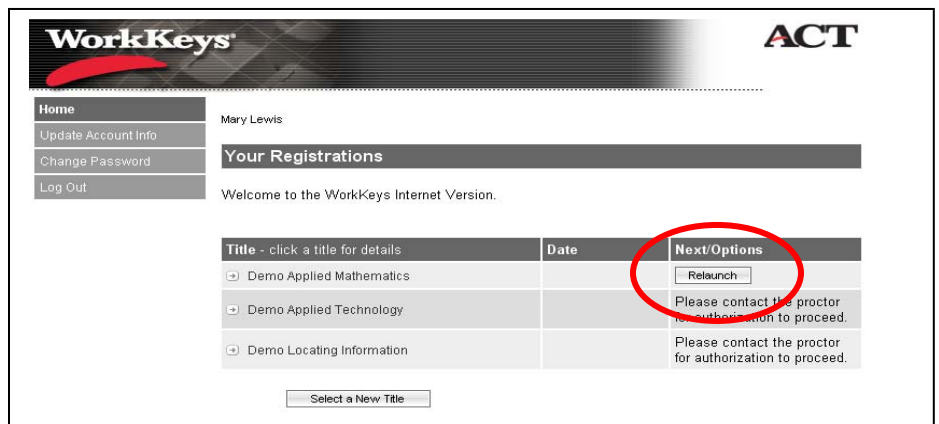 WorkKeys®
ACT
Home
Update Account Info
Change Password
Log Out
Mary Lewis
Your Registrations
Welcome to the WorkKeys Internet Version.
Title - click a title for details Date Next/Options
Demo Applied Mathematics Relaunch
Demo Applied Technology Please contact the proctor
for authorization to proceed.
Demo Locating Information Please contact the proctor
for authorization to proceed.
Select a New Title